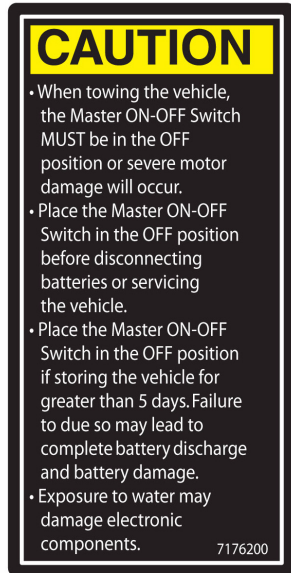 CAUTION
• When towing the vehicle,
the Master ON-OFF Switch
MUST be in the OFF
position or severe motor
damage will occur.
• Place the Master ON-OFF
Switch in the OFF position
before disconnecting
batteries or servicing
the vehicle.
• Place the Master ON-OFF
Switch in the OFF position
if storing the vehicle for
greater than 5 days. Failure
to due so may lead to
complete battery discharge
and battery damage.
• Exposure to water may
damage electronic
components.
7176200